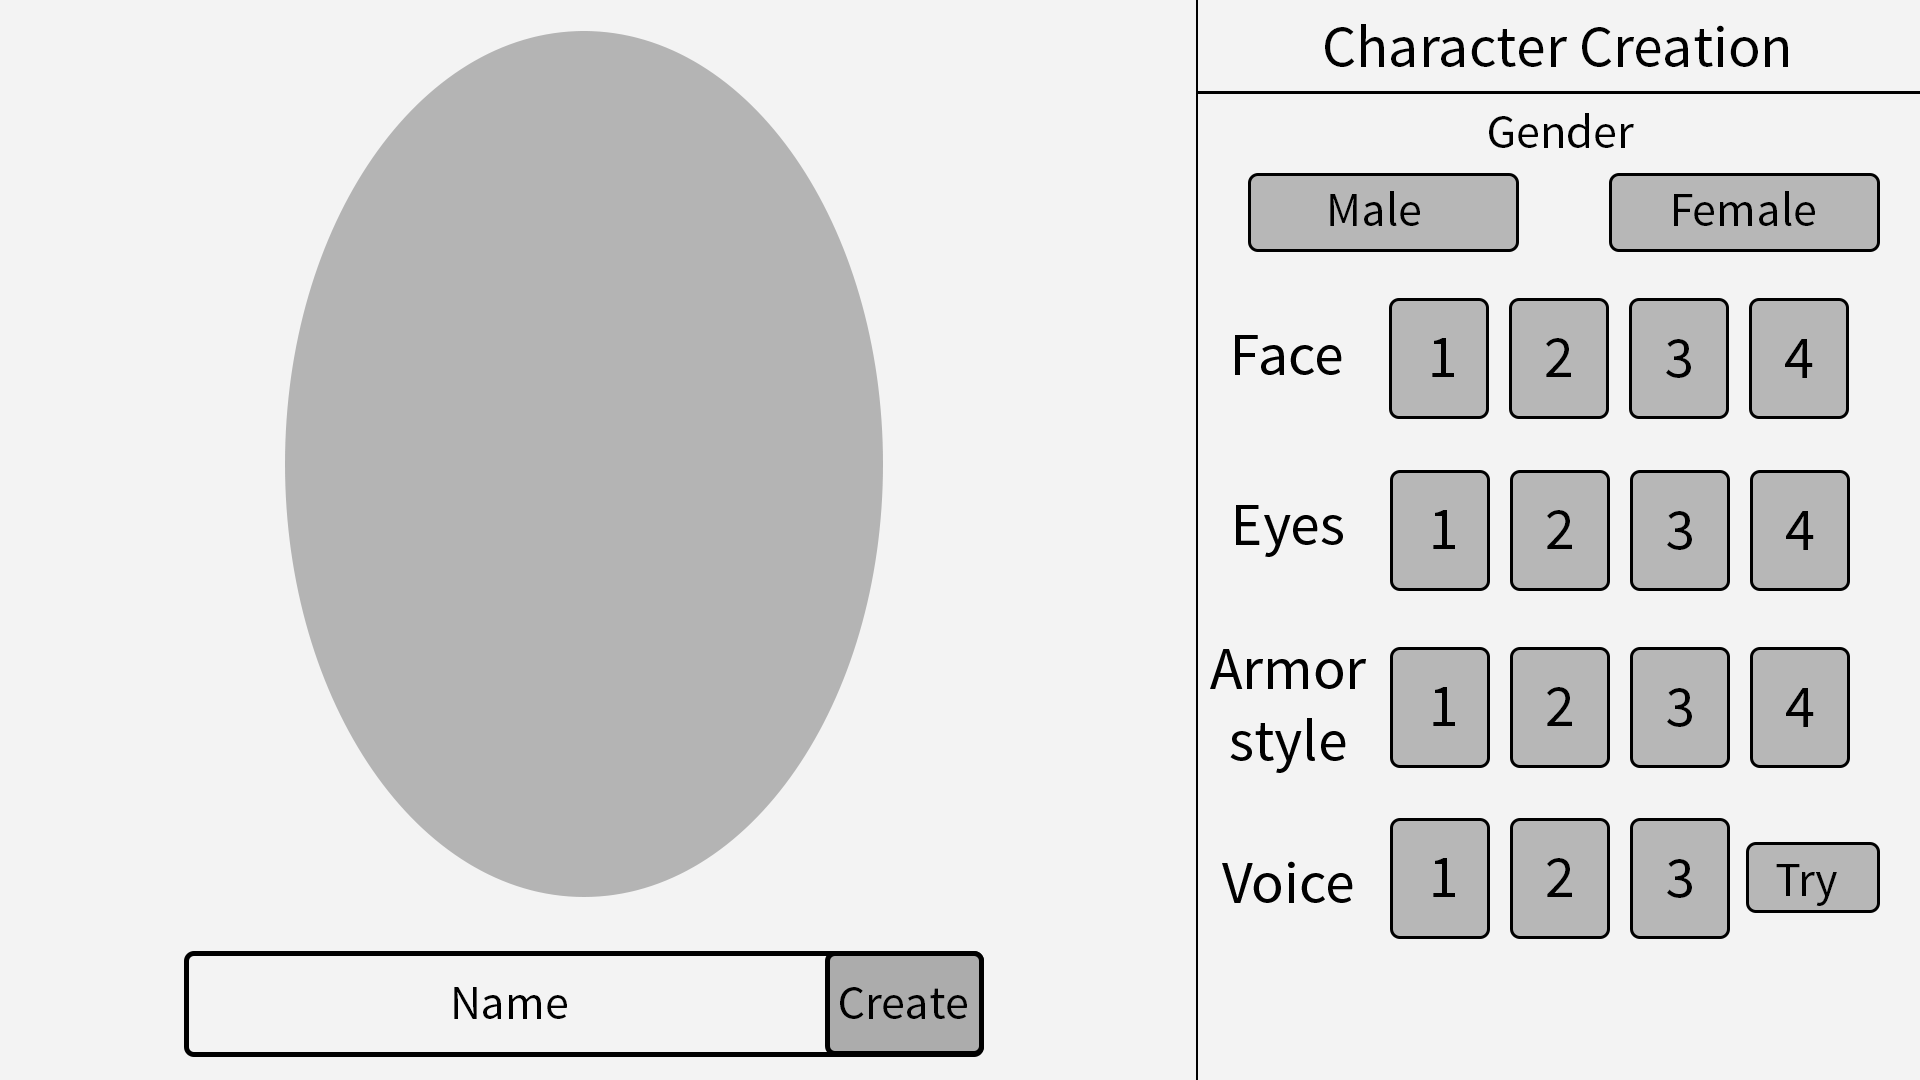 Character Creation
Gender
Male Female
Face 1 2 3 4
Eyes 1 2 3 4
Armor
style 1 2 3 4
Voice 1 2 3 Try
Name Create